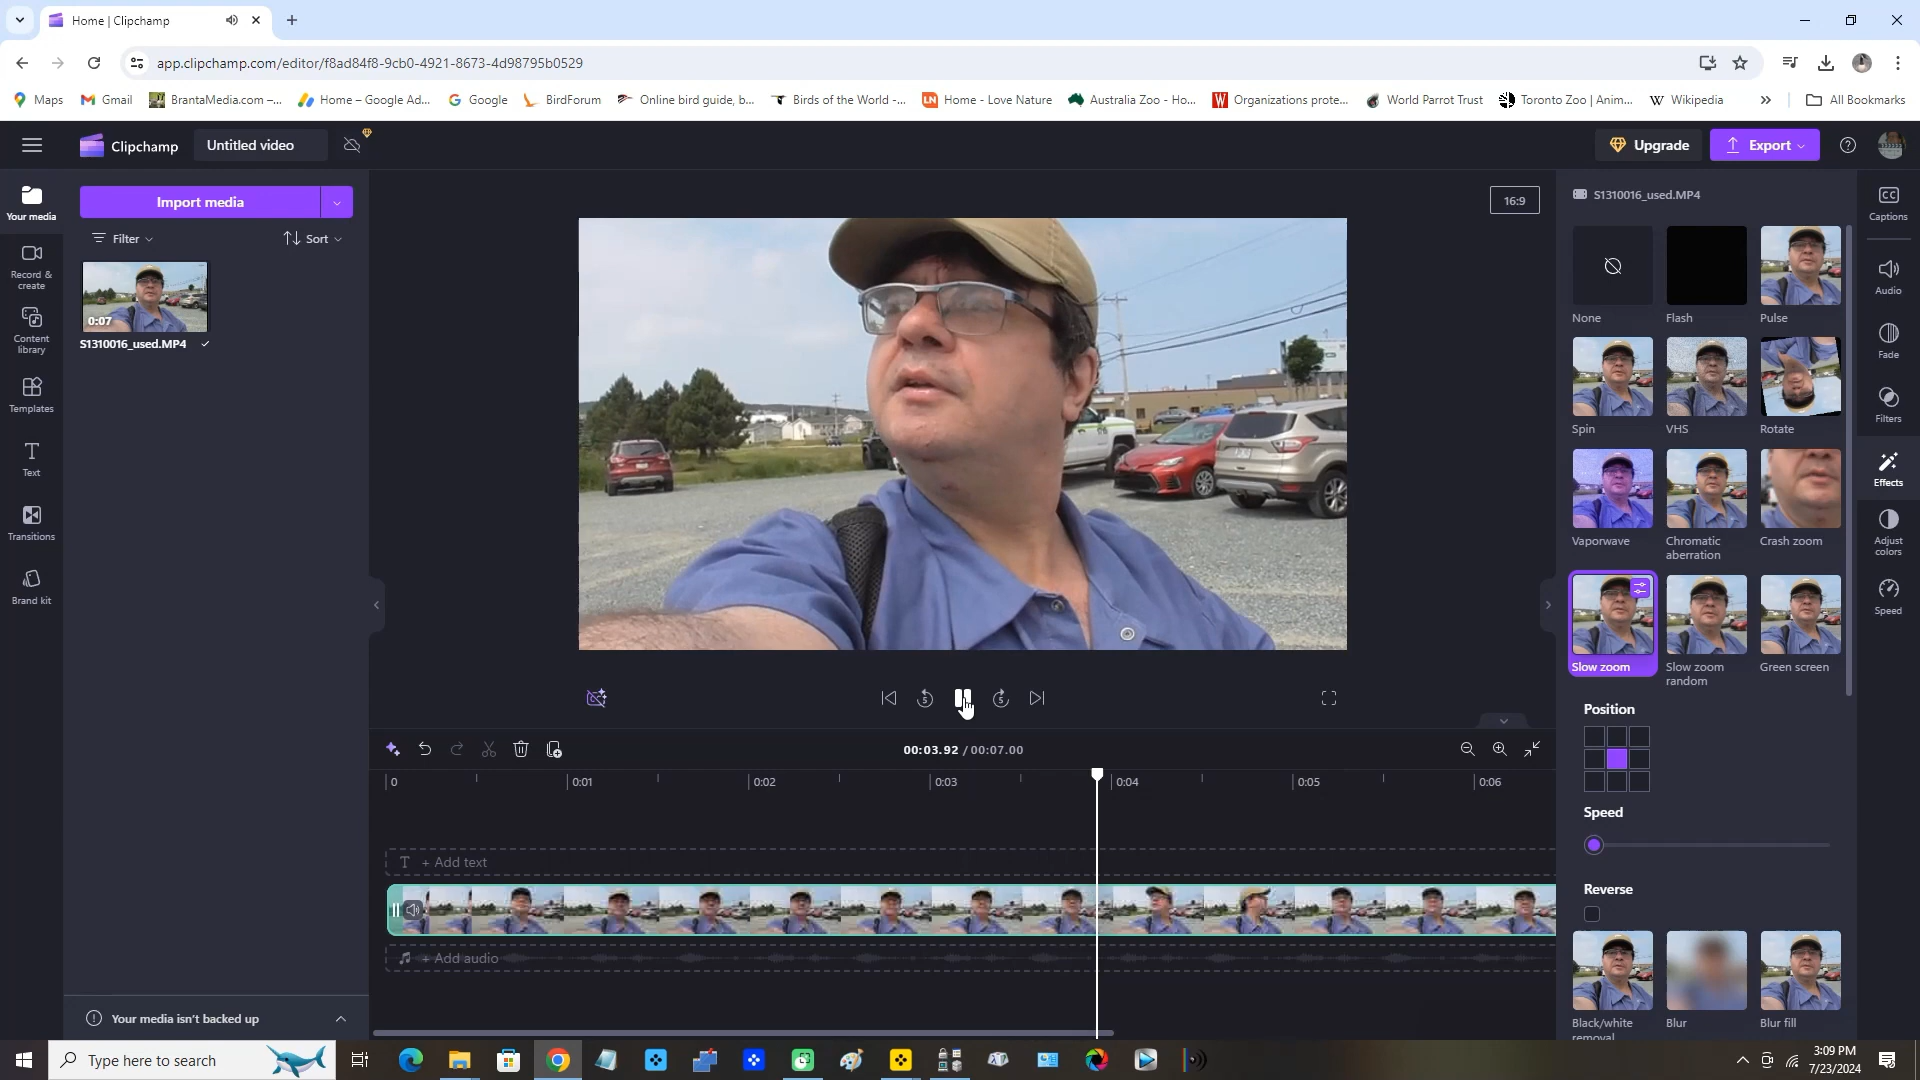 Home | Clipchamp
app.clipchamp.com/editor/f8ad84f8-9cb0-4921-8673-4d98795b0529
Maps
Gmail
BrantaMedia.com –...
Home – Google Ad...
Google
BirdForum
Online bird guide, b...
Birds of the World -...
Home - Love Nature
Australia Zoo - Ho...
Organizations prote...
World Parrot Trust
Toronto Zoo | Anim...
Wikipedia
All Bookmarks
Clipchamp
Untitled video
Upgrade
Export
Your media
Record & create
Content library
Templates
Text
Transitions
Brand kit
Import media
Filter
Sort
0:07
S1310016_used.MP4
Your media isn't backed up
16:9
S1310016_used.MP4
None
Flash
Pulse
Spin
VHS
Rotate
Vaporwave
Chromatic aberration
Crash zoom
Slow zoom
Slow zoom random
Green screen
Position
Speed
Reverse
Black/white removal
Blur
Blur fill
Captions
Audio
Fade
Filters
Effects
Adjust colors
Speed
00:03.92 / 00:07.00
0
0:01
0:02
0:03
0:04
0:05
0:06
+ Add text
+ Add audio
Type here to search
3:09 PM
7/23/2024